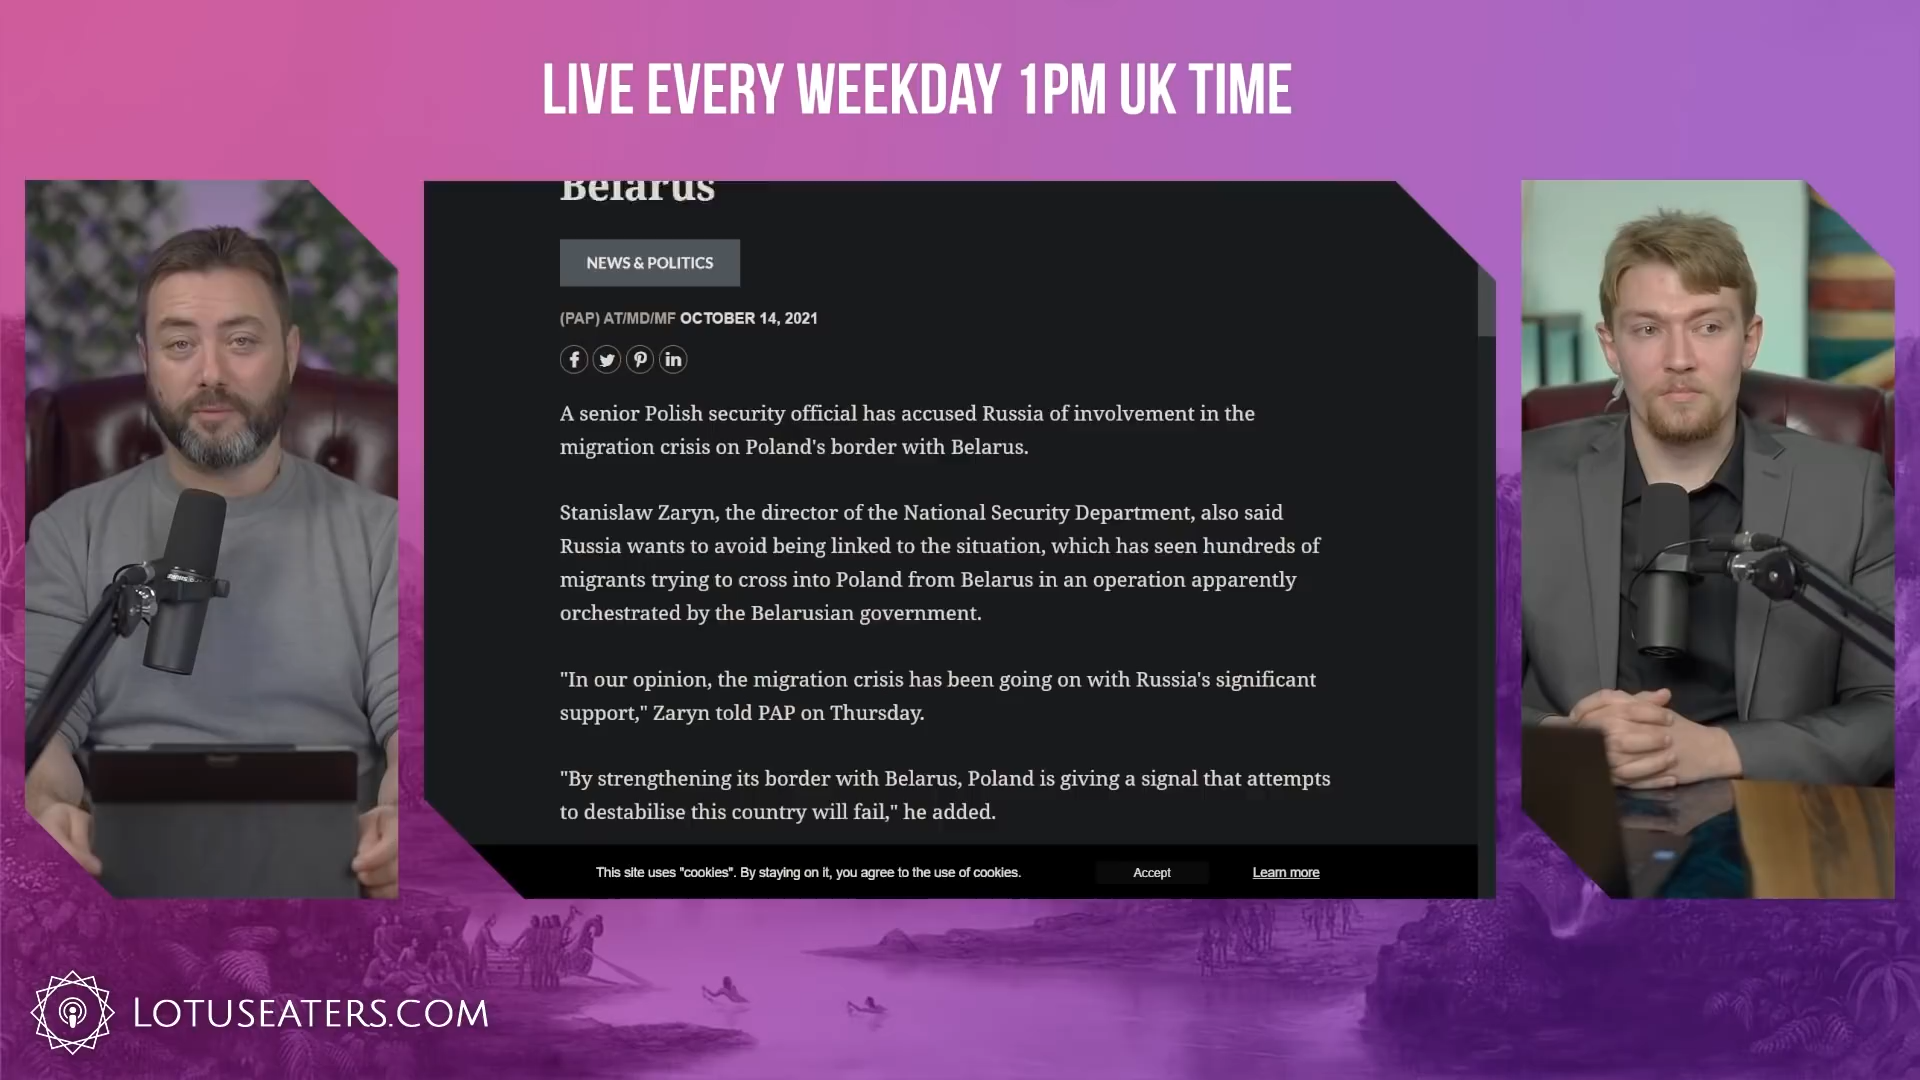 LIVE EVERY WEEKDAY 1PM UK TIME
Belarus
NEWS & POLITICS
(PAP) AT/MD/MF OCTOBER 14, 2021
A senior Polish security official has accused Russia of involvement in the
migration crisis on Poland's border with Belarus.
Stanislaw Zaryn, the director of the National Security Department, also said
Russia wants to avoid being linked to the situation, which has seen hundreds of
migrants trying to cross into Poland from Belarus in an operation apparently
orchestrated by the Belarusian government.
"In our opinion, the migration crisis has been going on with Russia's significant
support," Zaryn told PAP on Thursday.
"By strengthening its border with Belarus, Poland is giving a signal that attempts
to destabilise this country will fail," he added.
This site uses "cookies". By staying on it, you agree to the use of cookies.
Accept
Learn more
LOTUSEATERS.COM